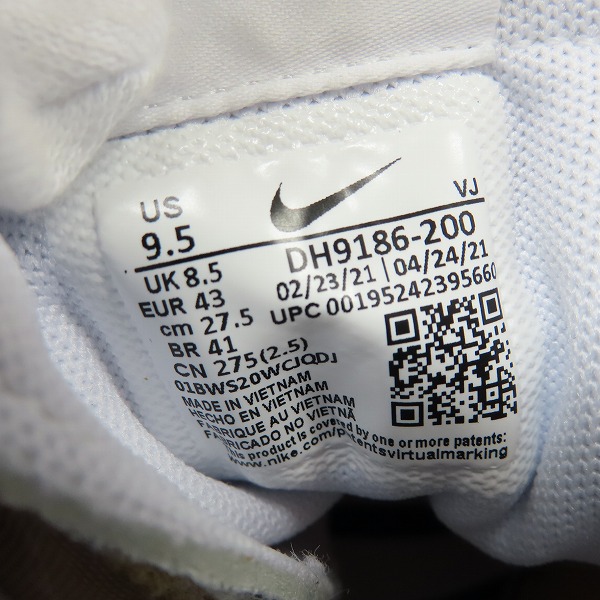 US
9.5
VJ
UK 8.5
DH9186-200
EUR 43
02/23/21 | 04/24/21
cm 27.5
UPC 00195242395660
BR 41
CN 275(2.5)
01BWS20WCJQDJ
MADE IN VIETNAM
HECHO EN VIETNAM
FABRIQUE AU VIETNAM
FABRICADO NO VIETNÃ
This product is covered by one or more patents:
www.nike.com/patentsvirtualmarking